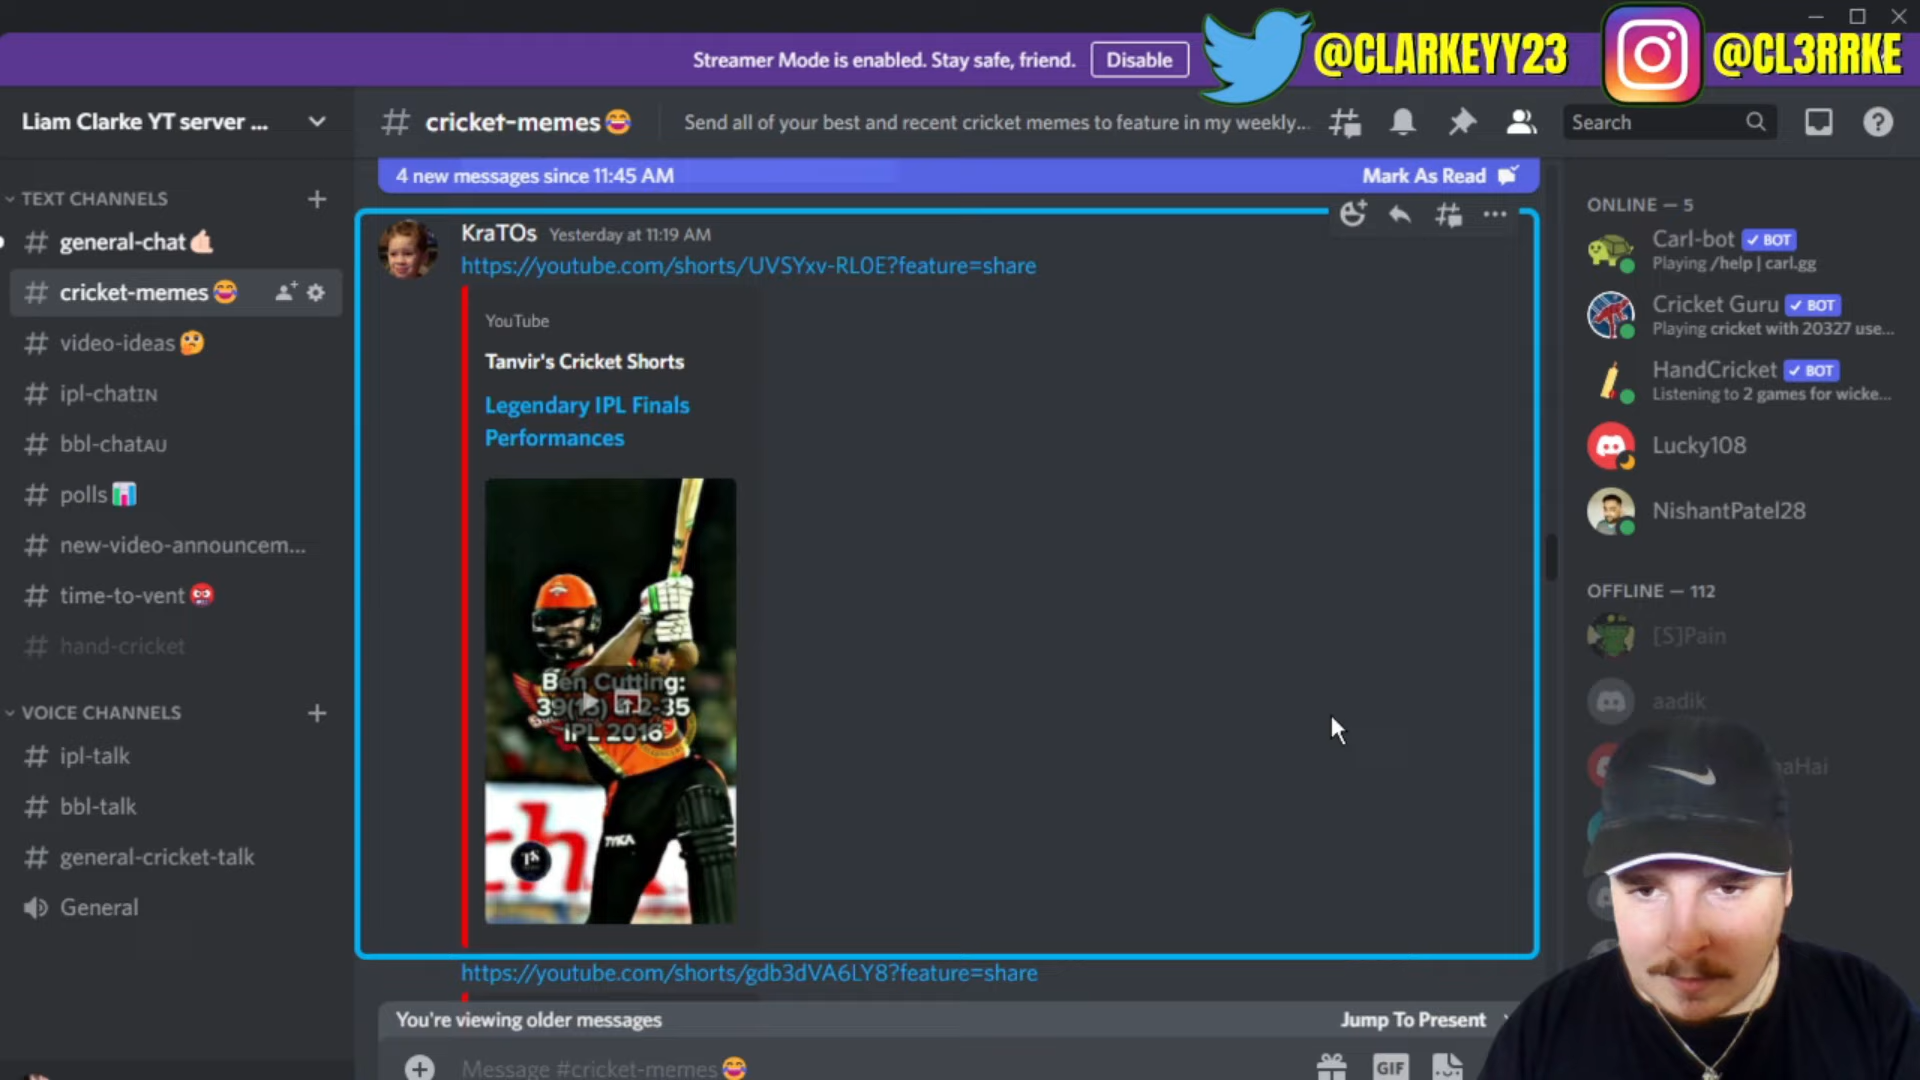 @CLARKEYY23
@CL3RRKE
Streamer Mode is enabled. Stay safe, friend.
Disable
Liam Clarke YT server ...
# cricket-memes😂
Send all of your best and recent cricket memes to feature in my weekly...
Search
4 new messages since 11:45 AM
Mark As Read
TEXT CHANNELS
# general-chat🤙🏻
# cricket-memes😂
# video-ideas🤔
# ipl-chatIN
# bbl-chatAU
# polls📊
# new-video-announcem...
# time-to-vent👹
# hand-cricket
VOICE CHANNELS
# ipl-talk
# bbl-talk
# general-cricket-talk
General
KraTOs Yesterday at 11:19 AM
https://youtube.com/shorts/UVSYxv-RL0E?feature=share
YouTube
Tanvir's Cricket Shorts
Legendary IPL Finals
Performances
Ben Cutting:
39(15) & 2-35
IPL 2016
TYKA
TS
https://youtube.com/shorts/gdb3dVA6LY8?feature=share
You're viewing older messages
Jump To Present
Message #cricket-memes😂
GIF
ONLINE — 5
Carl-bot ✓ BOT
Playing /help | carl.gg
Cricket Guru ✓ BOT
Playing cricket with 20327 use...
HandCricket ✓ BOT
Listening to 2 games for wicke...
Lucky108
NishantPatel28
OFFLINE — 112
[S]Pain
aadik